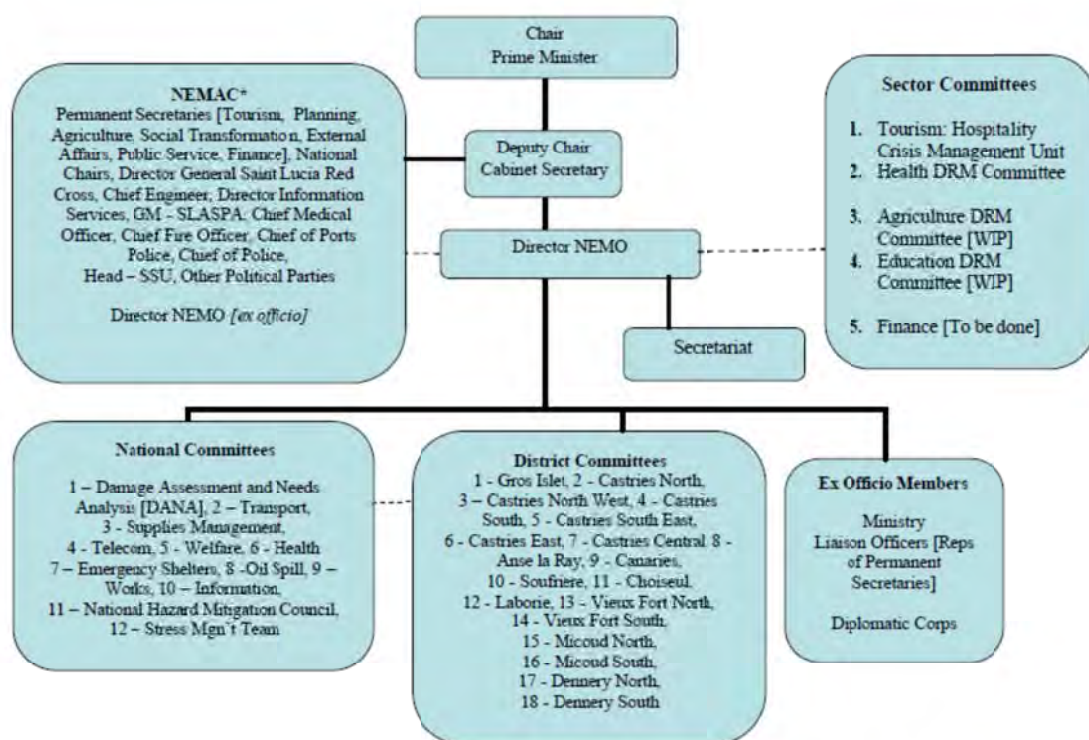 Chair
Prime Minister
NEMAC*
Permanent Secretaries [Tourism, Planning,
Agriculture, Social Transformation, External
Affairs, Public Service, Finance], National
Chairs, Director General Saint Lucia Red
Cross, Chief Engineer, Director Information
Services, GM - SLASPA. Chief Medical
Officer, Chief Fire Officer, Chief of Ports
Police, Chief of Police,
Head – SSU, Other Political Parties
Director NEMO [ex officio]
Deputy Chair
Cabinet Secretary
Director NEMO
Secretariat
Sector Committees
1. Tourism: Hospitality
Crisis Management Unit
2. Health DRM Committee
3. Agriculture DRM
Committee [WIP]
4. Education DRM
Committee [WIP]
5. Finance [To be done]
National Committees
1 – Damage Assessment and Needs
Analysis [DANA], 2 – Transport,
3 - Supplies Management,
4 - Telecom, 5 - Welfare, 6 - Health
7 – Emergency Shelters, 8 -Oil Spill, 9 –
Works, 10 – Information,
11 – National Hazard Mitigation Council,
12 – Stress Mgn't Team
District Committees
1 - Gros Islet, 2 - Castries North,
3 – Castries North West, 4 - Castries
South, 5 - Castries South East,
6 - Castries East, 7 - Castries Central 8 -
Anse la Ray, 9 - Canaries,
10 - Soufriere, 11 - Choiseul,
12 - Laborie, 13 - Vieux Fort North,
14 - Vieux Fort South,
15 - Micoud North,
16 - Micoud South,
17 - Dennery North,
18 - Dennery South
Ex Officio Members
Ministry
Liaison Officers [Reps
of Permanent
Secretaries]
Diplomatic Corps